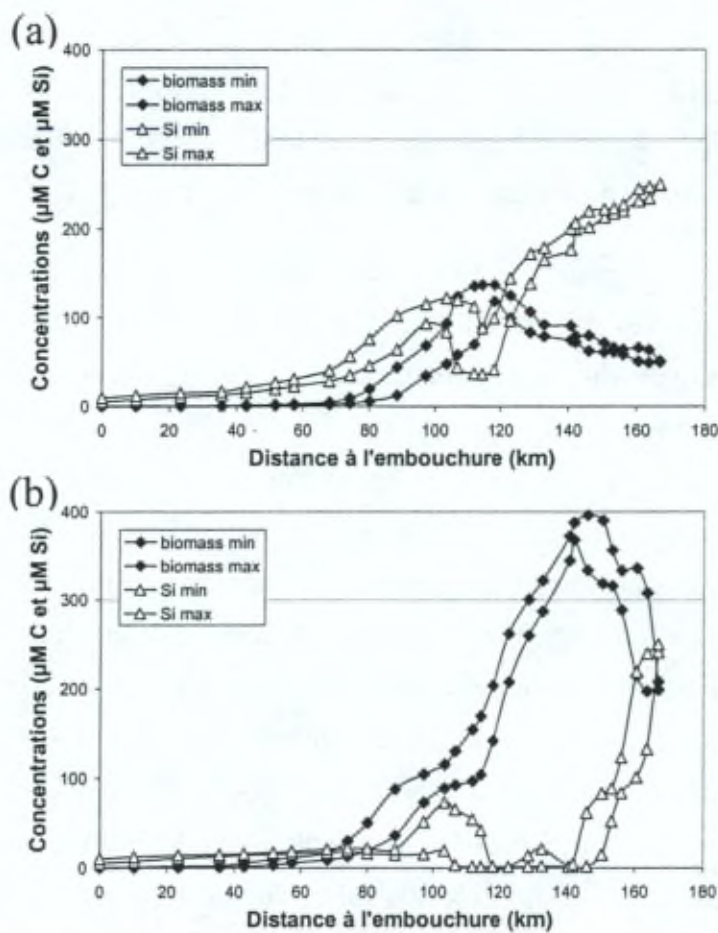 (a)
400
300
200
100
0
Concentrations (µM C et µM Si)
biomass min
biomass max
Si min
Si max
0 20 40 60 80 100 120 140 160 180
Distance à l'embouchure (km)
(b)
400
300
200
100
0
Concentrations (µM C et µM Si)
biomass min
biomass max
Si min
Si max
0 20 40 60 80 100 120 140 160 180
Distance à l'embouchure (km)